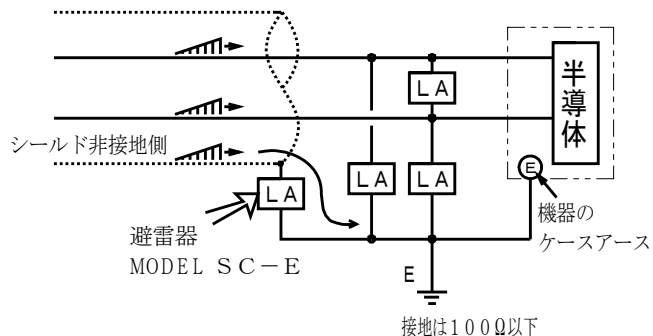 LA
半導体
シールド非接地側
E
LA
LA
LA
機器の
ケースアース
避雷器
MODEL SC－E
E
接地は100Ω以下